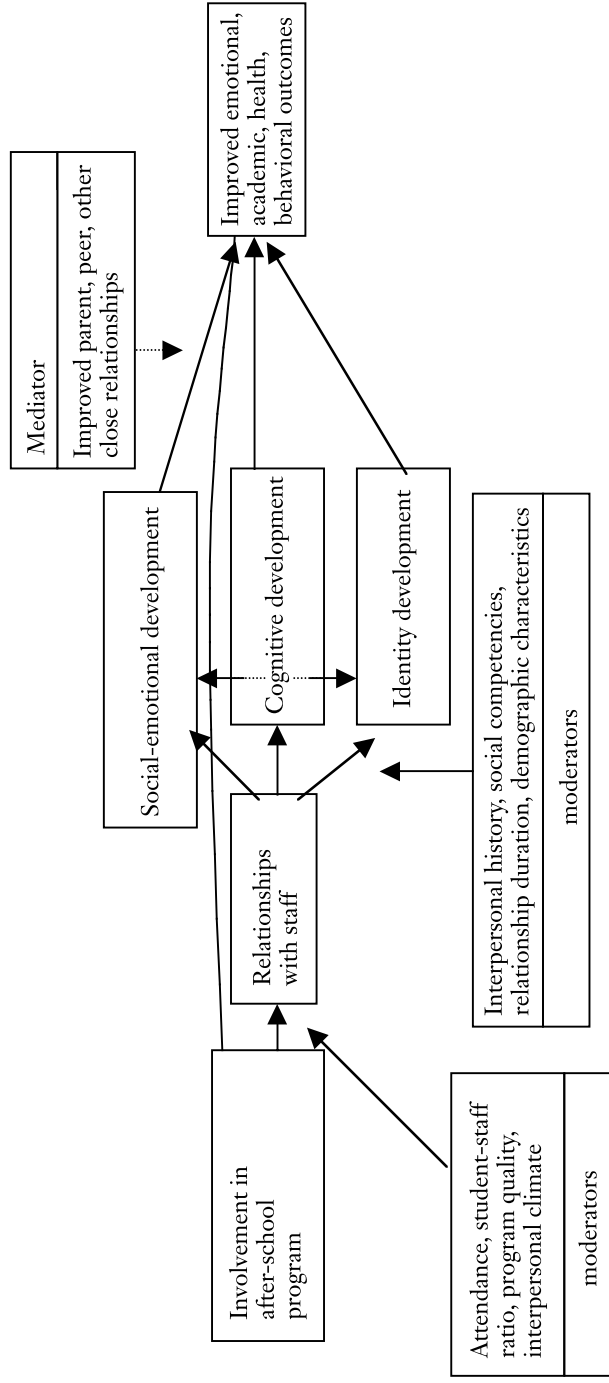 Mediator
Improved parent, peer, other
close relationships
Social-emotional development
Improved emotional,
academic, health,
behavioral outcomes
Involvement in
after-school
program
Relationships
with staff
Cognitive development
Identity development
Attendance, student-staff
ratio, program quality,
interpersonal climate
moderators
Interpersonal history, social competencies,
relationship duration, demographic characteristics
moderators